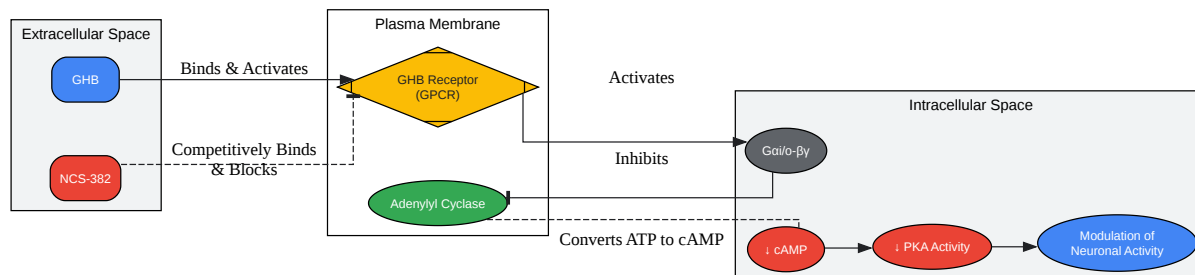 Extracellular Space
GHB
NCS-382
Binds & Activates
Competitively Binds
& Blocks
Plasma Membrane
GHB Receptor
(GPCR)
Adenylyl Cyclase
Activates
Inhibits
Converts ATP to cAMP
Intracellular Space
Gαi/o-βγ
↓ cAMP
↓ PKA Activity
Modulation of
Neuronal Activity